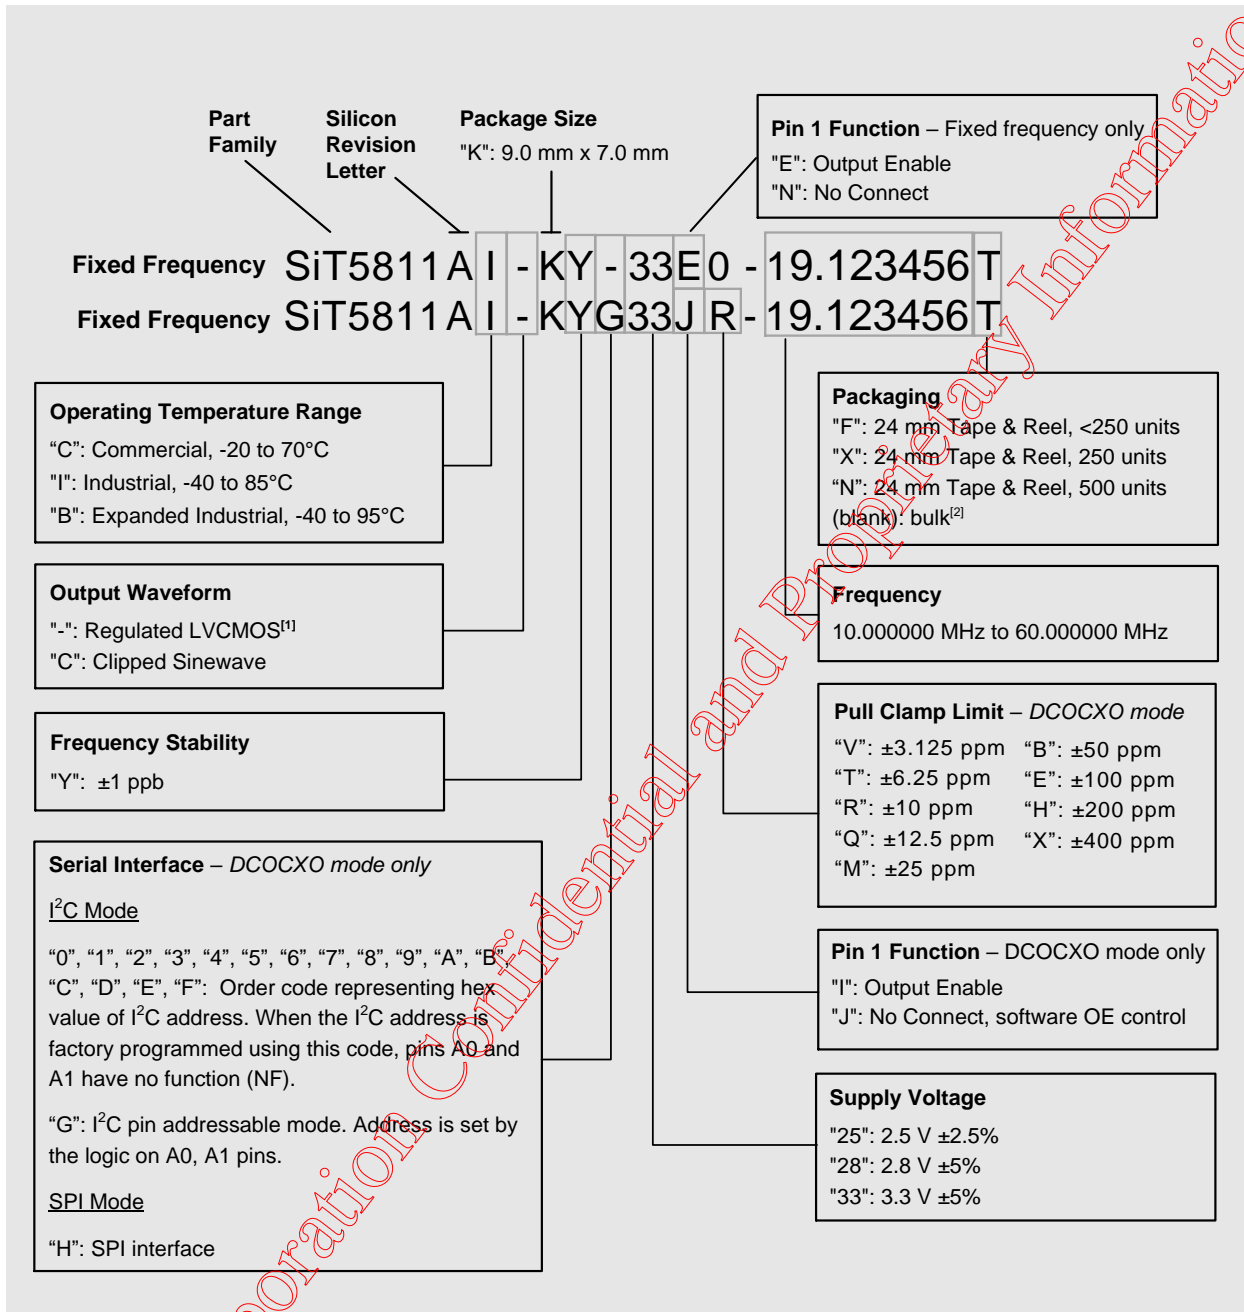 Part
Family
Silicon
Revision
Letter
Package Size
"K": 9.0 mm x 7.0 mm
Pin 1 Function – Fixed frequency only
"E": Output Enable
"N": No Connect
Fixed Frequency SiT5811AI-KY-33E0-19.123456T
Fixed Frequency SiT5811AI-KYG33JR-19.123456T
Operating Temperature Range
“C”: Commercial, -20 to 70°C
"I": Industrial, -40 to 85°C
"B": Expanded Industrial, -40 to 95°C
Output Waveform
"-": Regulated LVCMOS[1]
"C": Clipped Sinewave
Frequency Stability
"Y": ±1 ppb
Serial Interface – DCOCXO mode only
I²C Mode
“0”, “1”, “2”, “3”, “4”, “5”, “6”, “7”, “8”, “9”, “A”, “B”,
“C”, “D”, “E”, “F”: Order code representing hex
value of I²C address. When the I²C address is
factory programmed using this code, pins A0 and
A1 have no function (NF).
“G”: I²C pin addressable mode. Address is set by
the logic on A0, A1 pins.
SPI Mode
“H”: SPI interface
Packaging
"F": 24 mm Tape & Reel, <250 units
"X": 24 mm Tape & Reel, 250 units
“N”: 24 mm Tape & Reel, 500 units
(blank): bulk[2]
Frequency
10.000000 MHz to 60.000000 MHz
Pull Clamp Limit – DCOCXO mode
“V”: ±3.125 ppm “B”: ±50 ppm
“T”: ±6.25 ppm “E”: ±100 ppm
“R”: ±10 ppm “H”: ±200 ppm
“Q”: ±12.5 ppm “X”: ±400 ppm
“M”: ±25 ppm
Pin 1 Function – DCOCXO mode only
"I": Output Enable
"J": No Connect, software OE control
Supply Voltage
"25": 2.5 V ±2.5%
"28": 2.8 V ±5%
"33": 3.3 V ±5%
poration Confidential and Proprietary Informatio